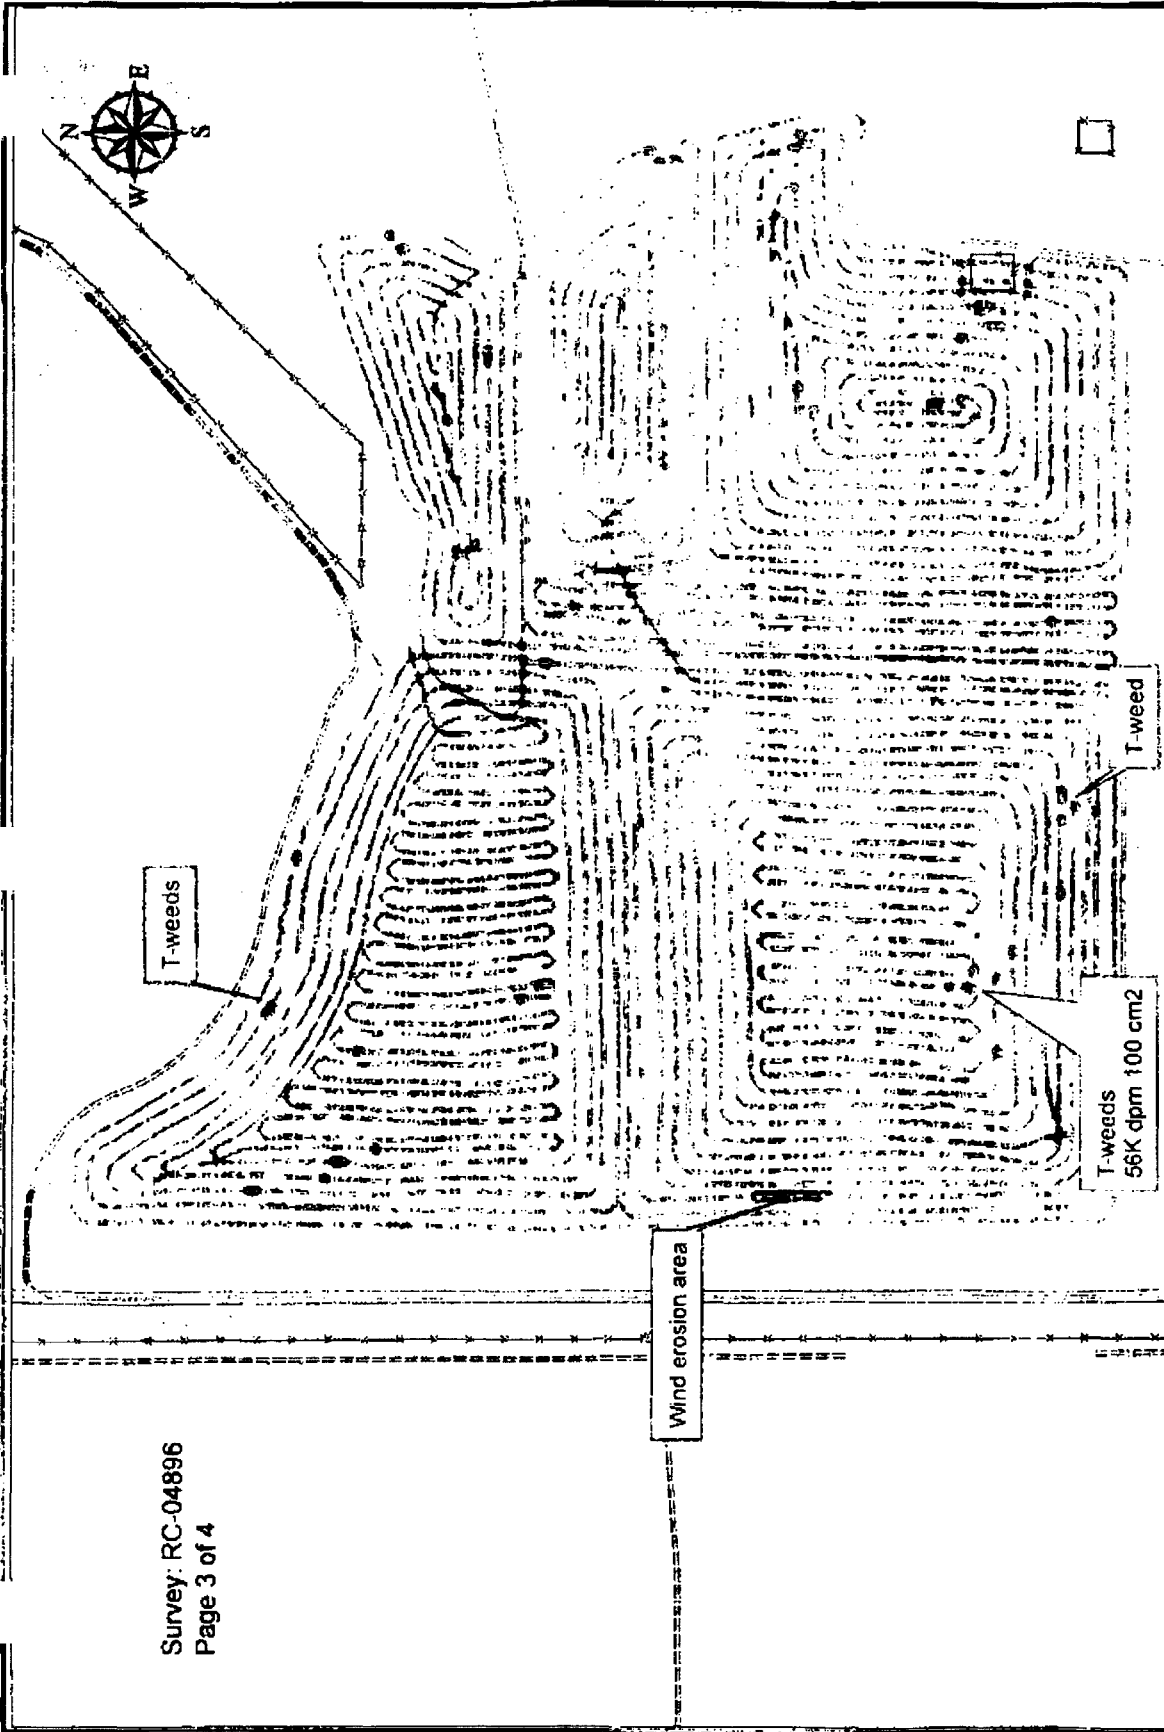 Survey: RC-04896
Page 3 of 4
N
E
S
W
T-weeds
Wind erosion area
T-weeds
56K dpm 100 cm2
T-weed